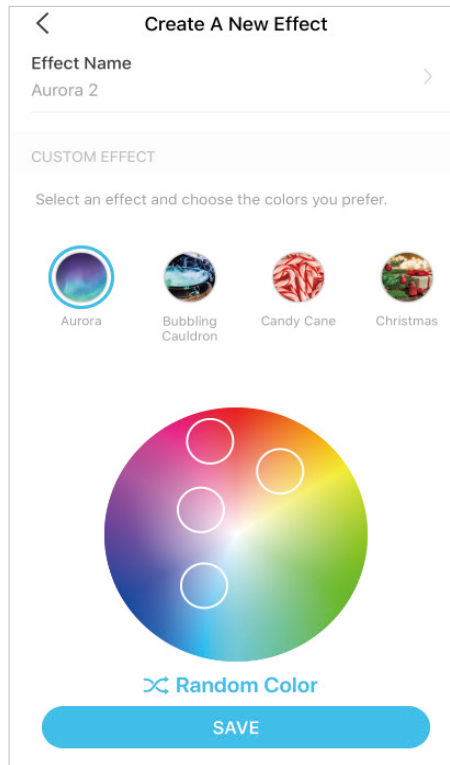 Create A New Effect
Effect Name
Aurora 2
CUSTOM EFFECT
Select an effect and choose the colors you prefer.
Aurora
Bubbling
Cauldron
Candy Cane
Christmas
Random Color
SAVE